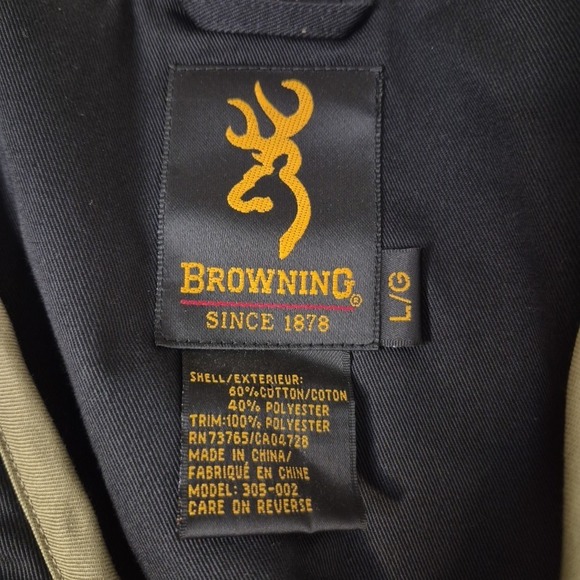 BROWNING®
SINCE 1878
L/G
SHELL/EXTERIEUR:
60% COTTON/COTON
40% POLYESTER
TRIM:100% POLYESTER
RN73765/CA04728
MADE IN CHINA/
FABRIQUÉ EN CHINE
MODEL: 305-002
CARE ON REVERSE